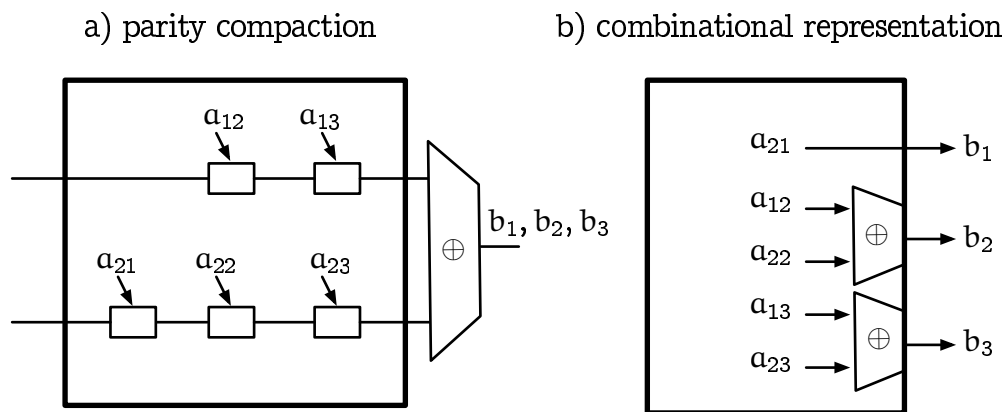 a) parity compaction
a₁₂ a₁₃
b₁, b₂, b₃
⊕
a₂₁ a₂₂ a₂₃
b) combinational representation
a₂₁ b₁
a₁₂
⊕ b₂
a₂₂
a₁₃
⊕ b₃
a₂₃